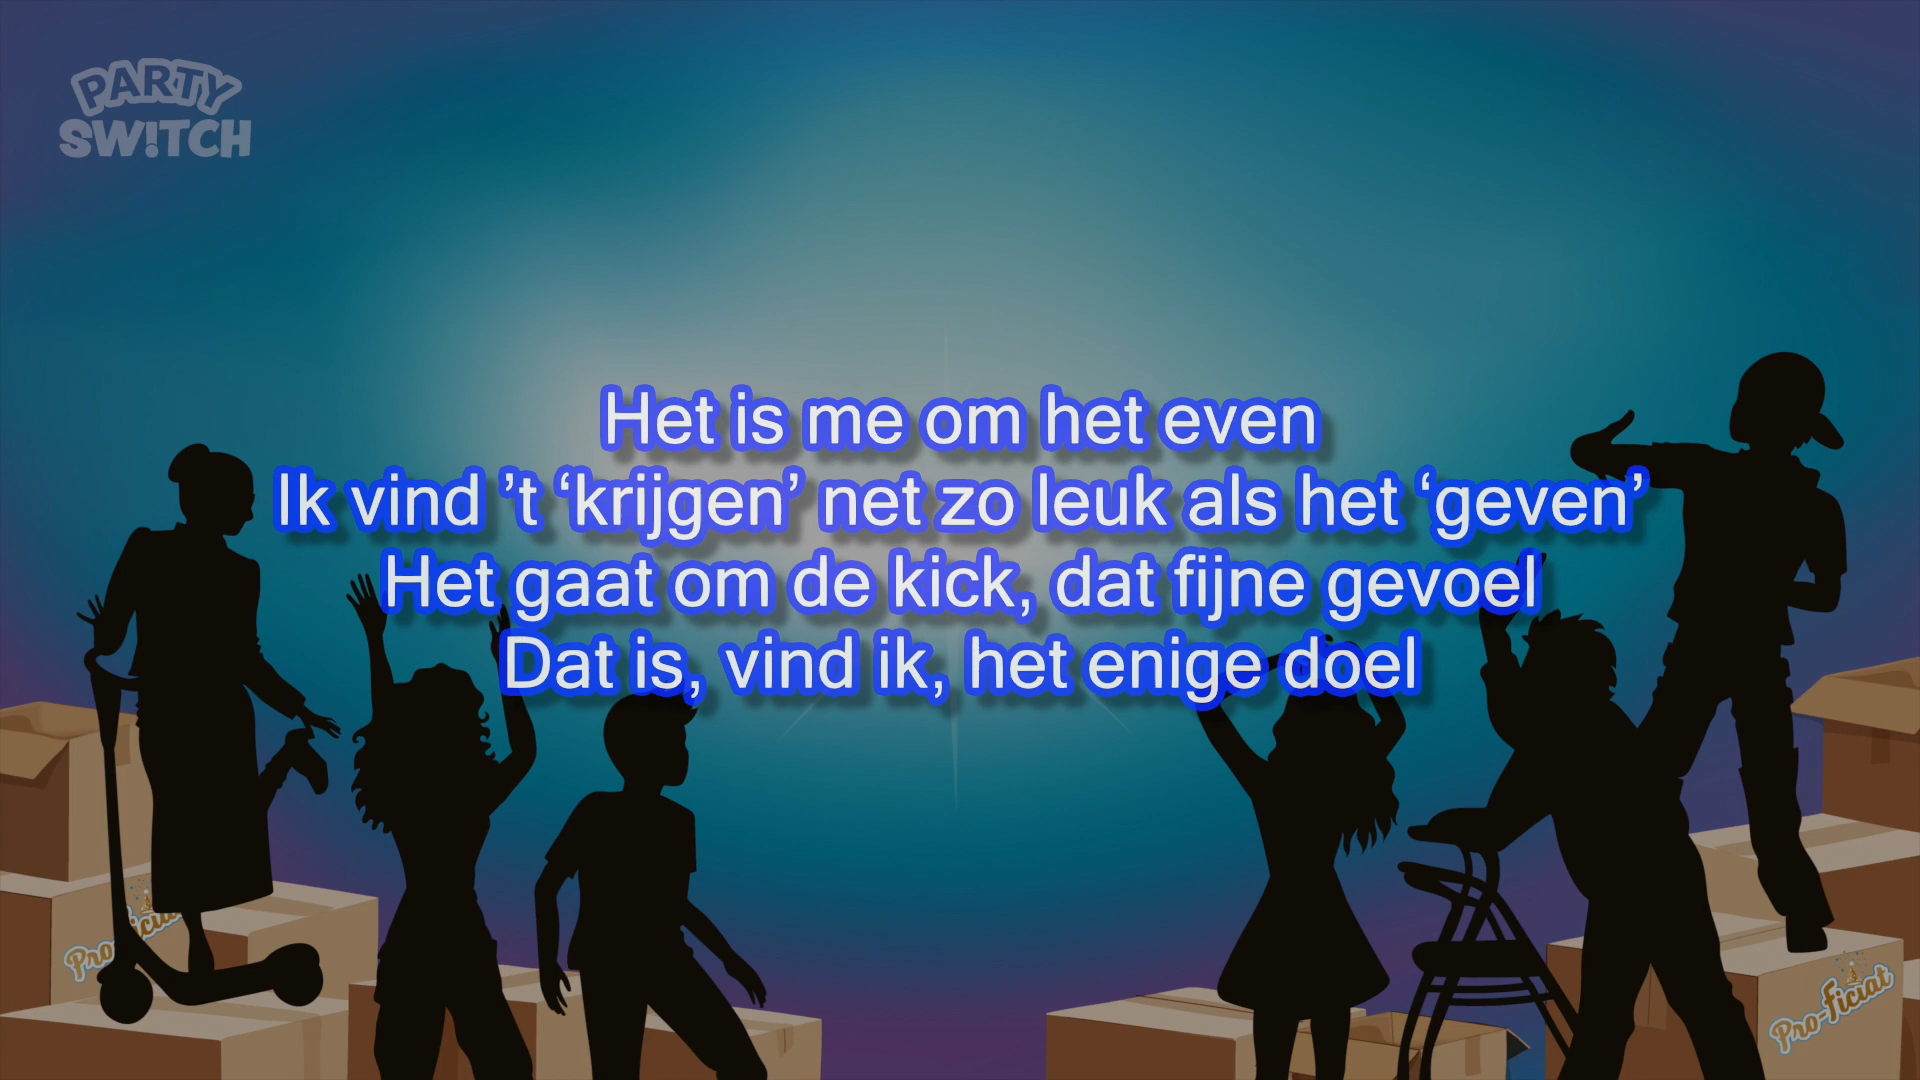 PARTY
SW!TCH
Het is me om het even
Ik vind ’t ‘krijgen’ net zo leuk als het ‘geven’
Het gaat om de kick, dat fijne gevoel
Dat is, vind ik, het enige doel
Pro-ficiat